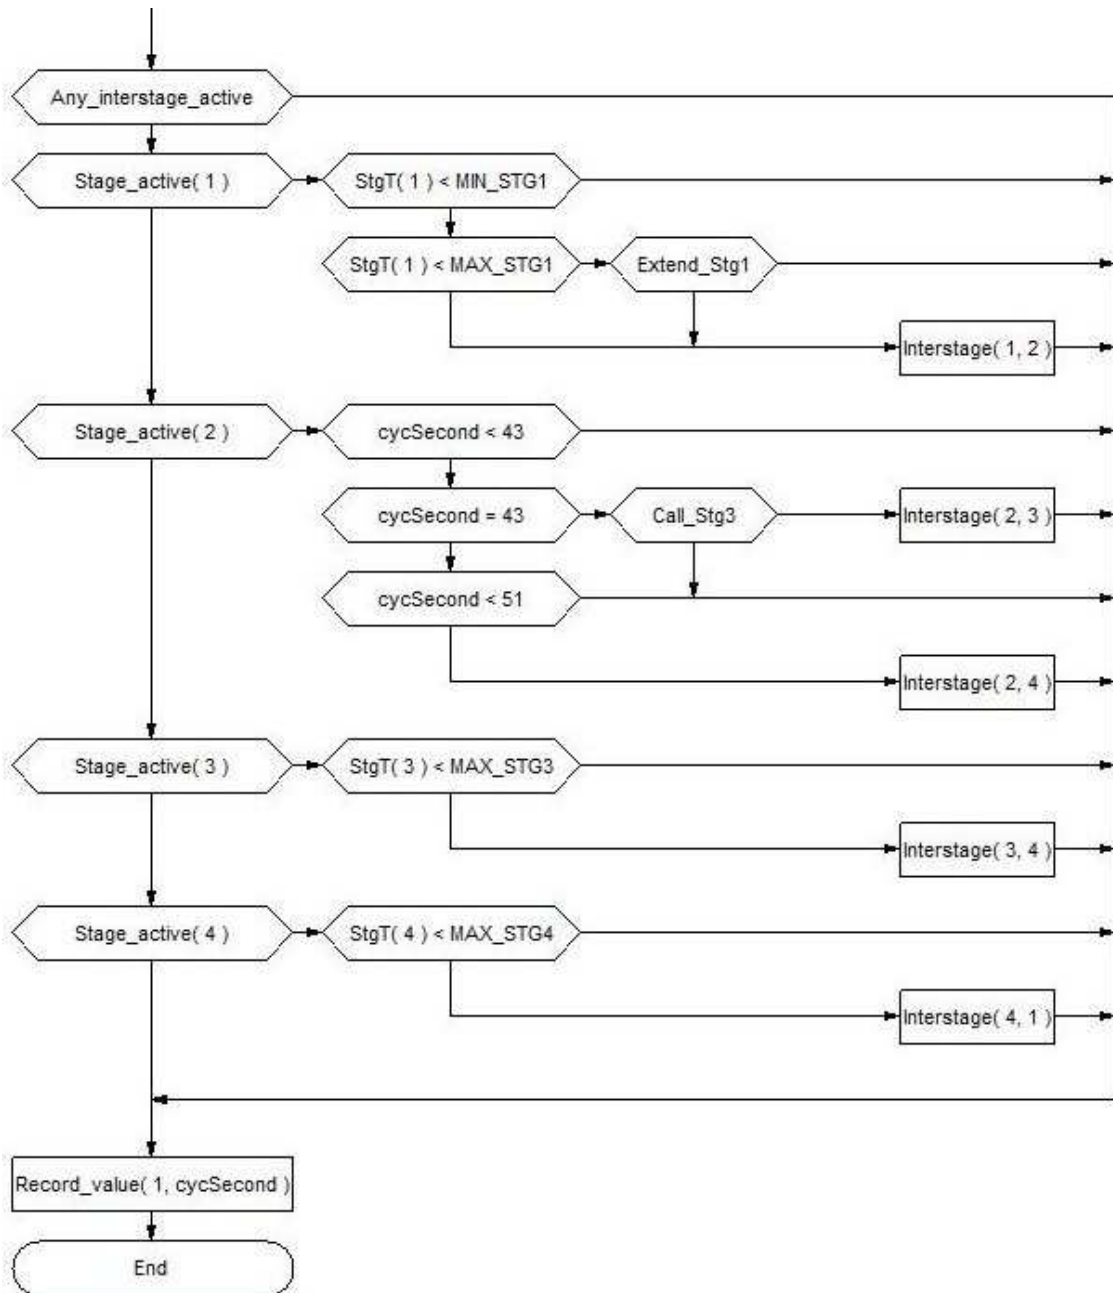 Any_interstage_active
Stage_active( 1 )
StgT( 1 ) < MIN_STG1
StgT( 1 ) < MAX_STG1
Extend_Stg1
Interstage( 1, 2 )
Stage_active( 2 )
cycSecond < 43
cycSecond = 43
Call_Stg3
Interstage( 2, 3 )
cycSecond < 51
Interstage( 2, 4 )
Stage_active( 3 )
StgT( 3 ) < MAX_STG3
Interstage( 3, 4 )
Stage_active( 4 )
StgT( 4 ) < MAX_STG4
Interstage( 4, 1 )
Record_value( 1, cycSecond )
End